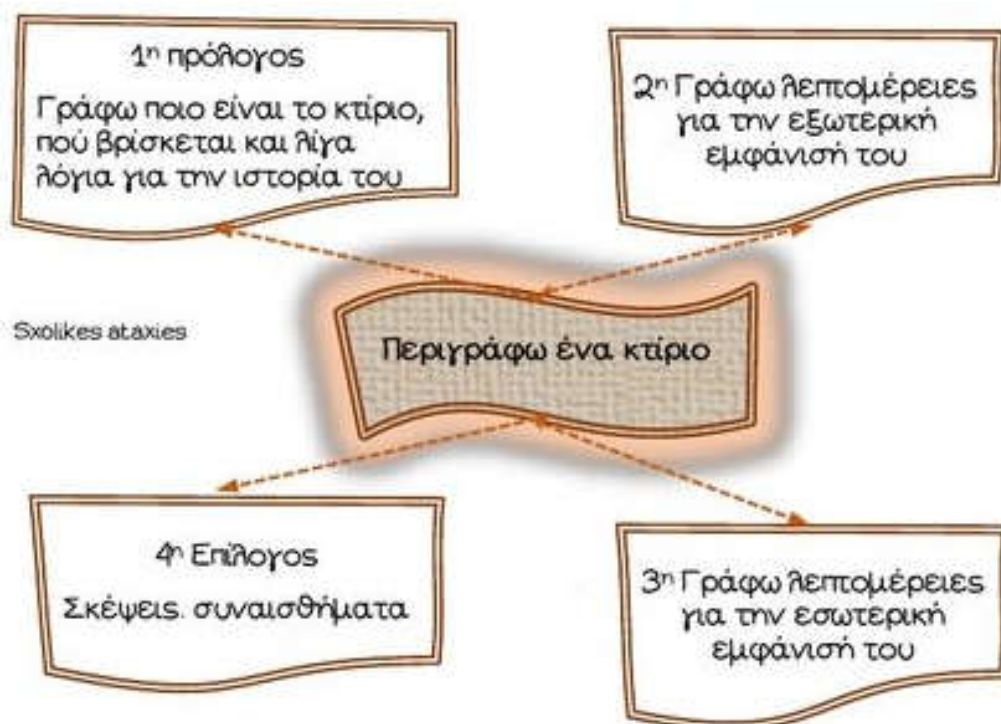 1η πρόλογος
Γράφω ποιο είναι το κτίριο,
πού βρίσκεται και λίγα
λόγια για την ιστορία του
2η Γράφω λεπτομέρειες
για την εξωτερική
εμφάνισή του
Sxolikes ataxies
Περιγράφω ένα κτίριο
4η Επίλογος
Σκέψεις. συναισθήματα
3η Γράφω λεπτομέρειες
για την εσωτερική
εμφάνισή του